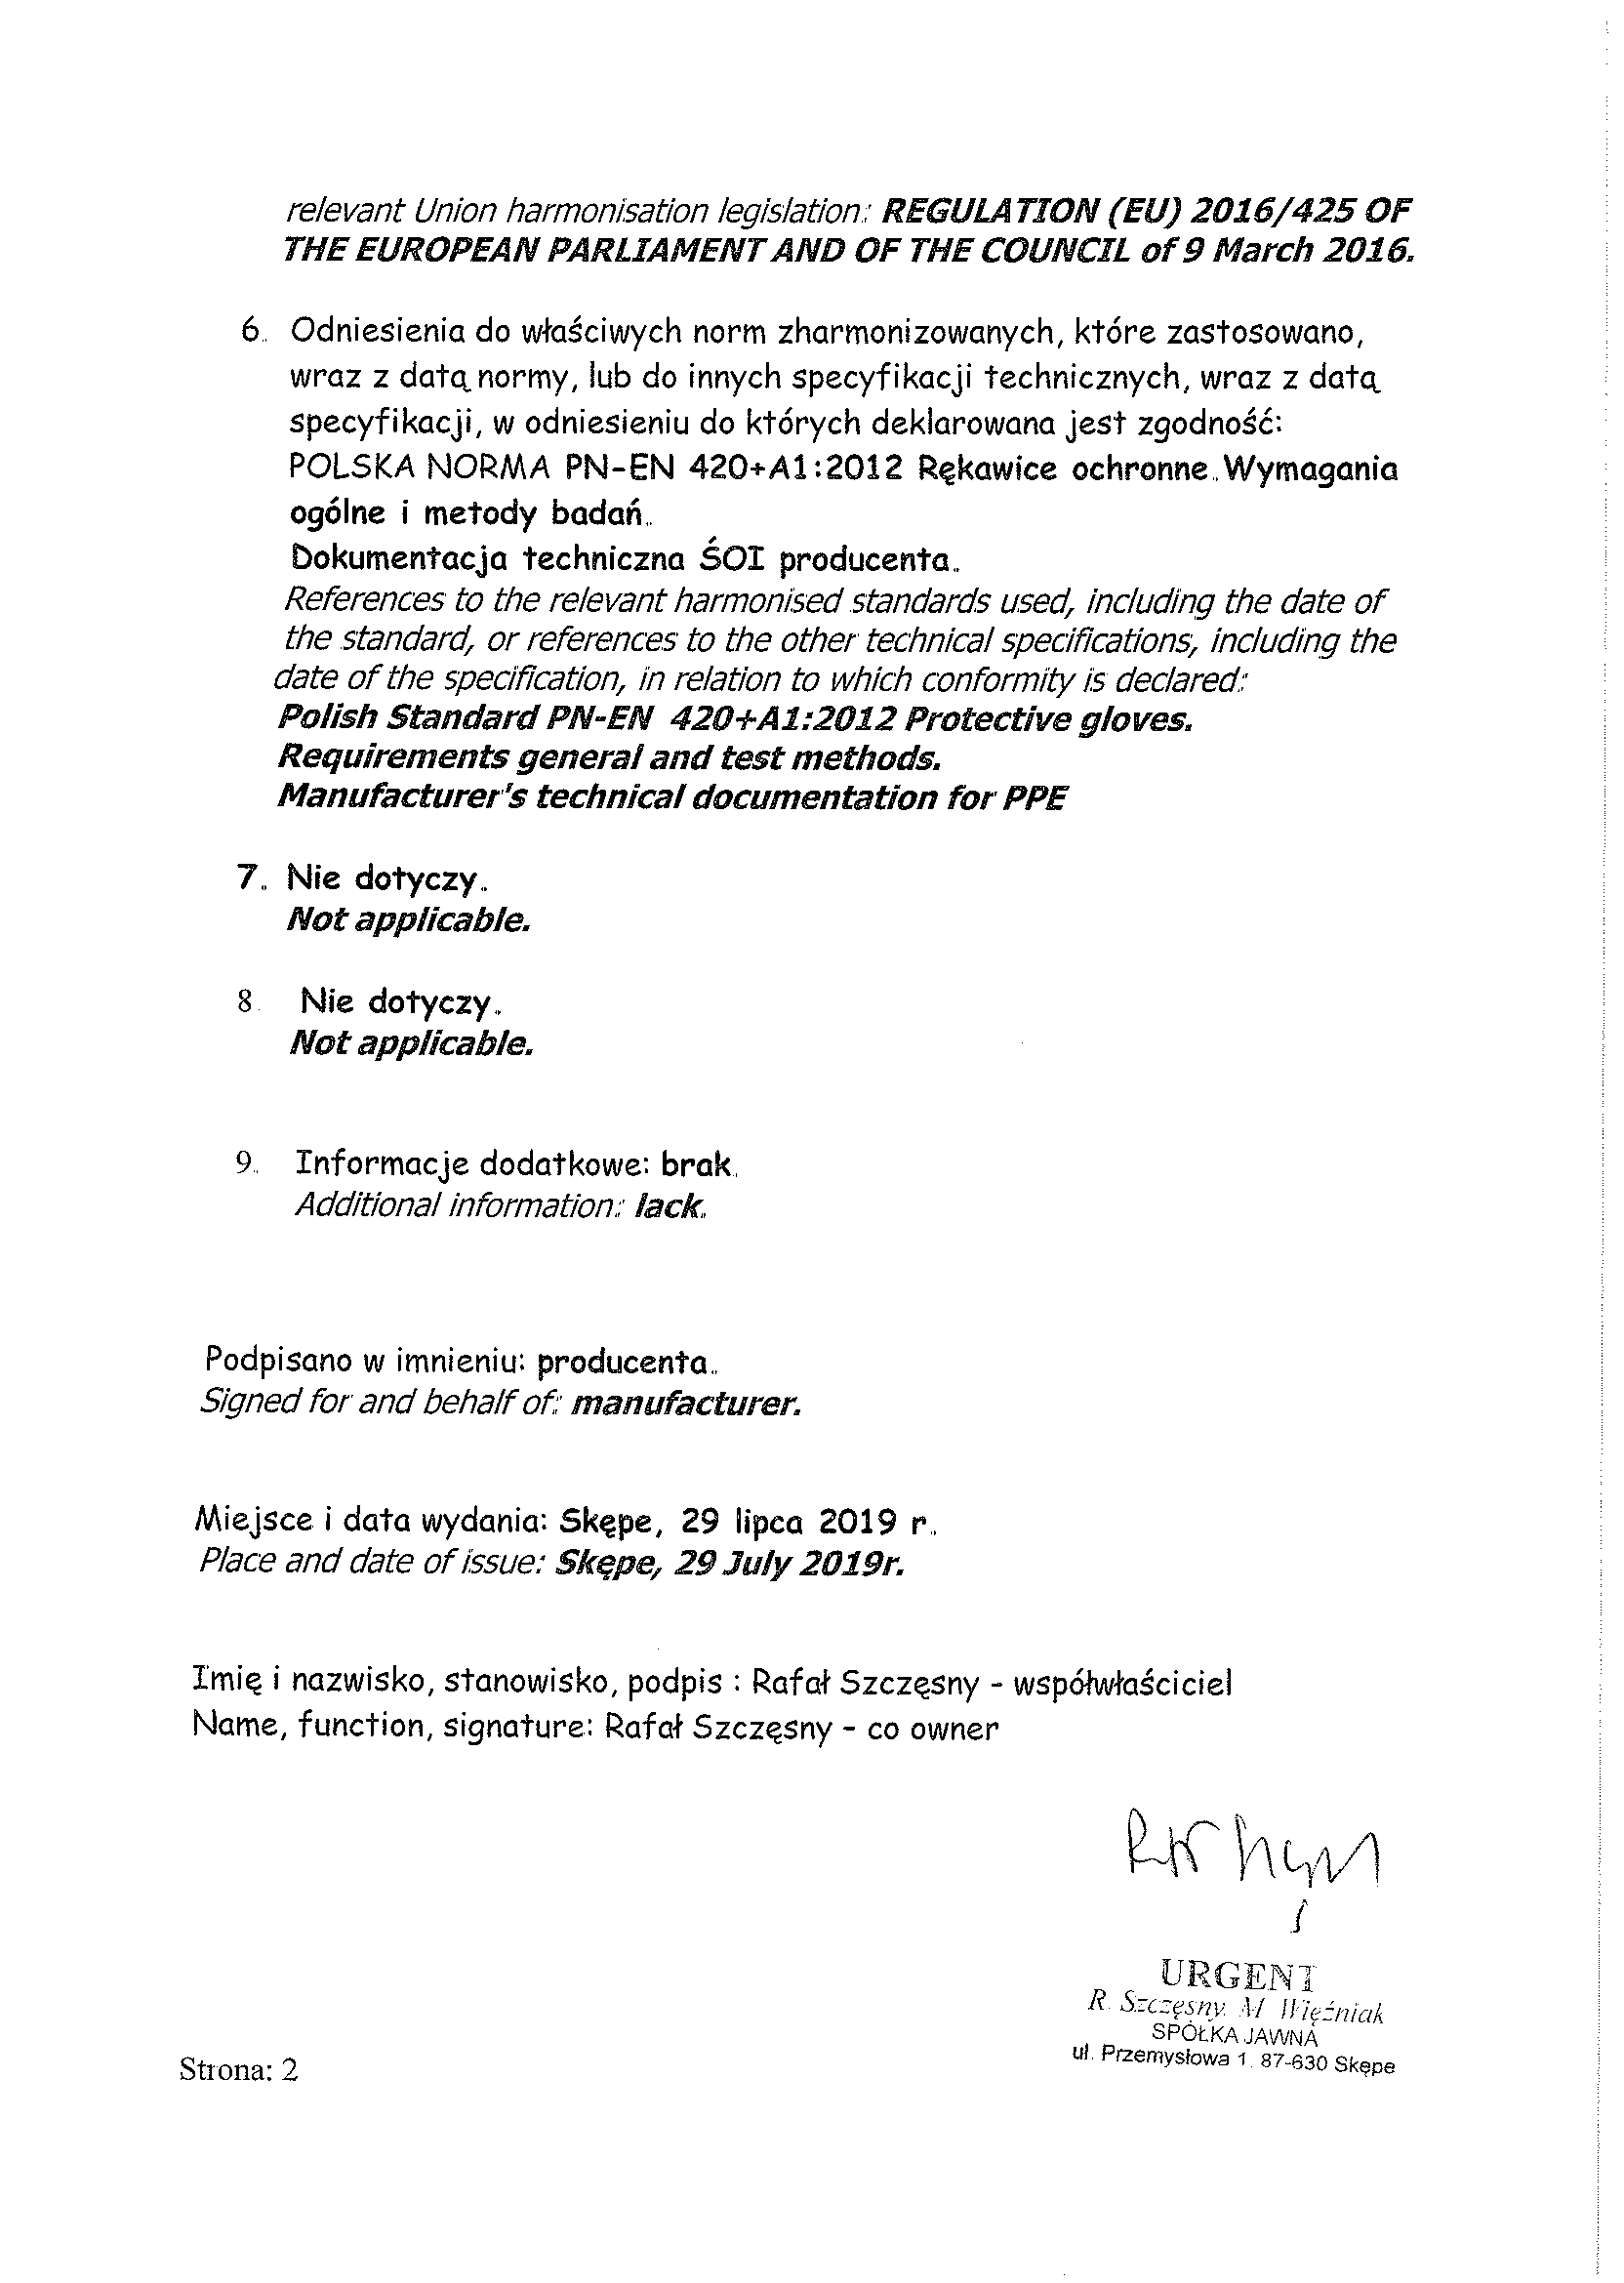 relevant Union harmonisation legislation: REGULATION (EU) 2016/425 OF
THE EUROPEAN PARLIAMENT AND OF THE COUNCIL of 9 March 2016.
6. Odniesienia do właściwych norm zharmonizowanych, które zastosowano,
wraz z datą normy, lub do innych specyfikacji technicznych, wraz z datą
specyfikacji, w odniesieniu do których deklarowana jest zgodność:
POLSKA NORMA PN-EN 420+A1:2012 Rękawice ochronne.Wymagania
ogólne i metody badań.
Dokumentacja techniczna ŚOI producenta.
References to the relevant harmonised standards used, including the date of
the standard, or references to the other technical specifications, including the
date of the specification, in relation to which conformity is declared:
Polish Standard PN-EN 420+A1:2012 Protective gloves.
Requirements general and test methods.
Manufacturer's technical documentation for PPE
7. Nie dotyczy.
Not applicable.
8. Nie dotyczy.
Not applicable.
9. Informacje dodatkowe: brak.
Additional information: lack.
Podpisano w imnieniu: producenta.
Signed for and behalf of: manufacturer.
Miejsce i data wydania: Skępe, 29 lipca 2019 r.
Place and date of issue: Skępe, 29 July 2019r.
Imię i nazwisko, stanowisko, podpis : Rafał Szczęsny - współwłaściciel
Name, function, signature: Rafał Szczęsny - co owner
URGENT
R. Szczęsny, M. Więźniak
SPÓŁKA JAWNA
ul. Przemysłowa 1, 87-630 Skępe
Strona: 2